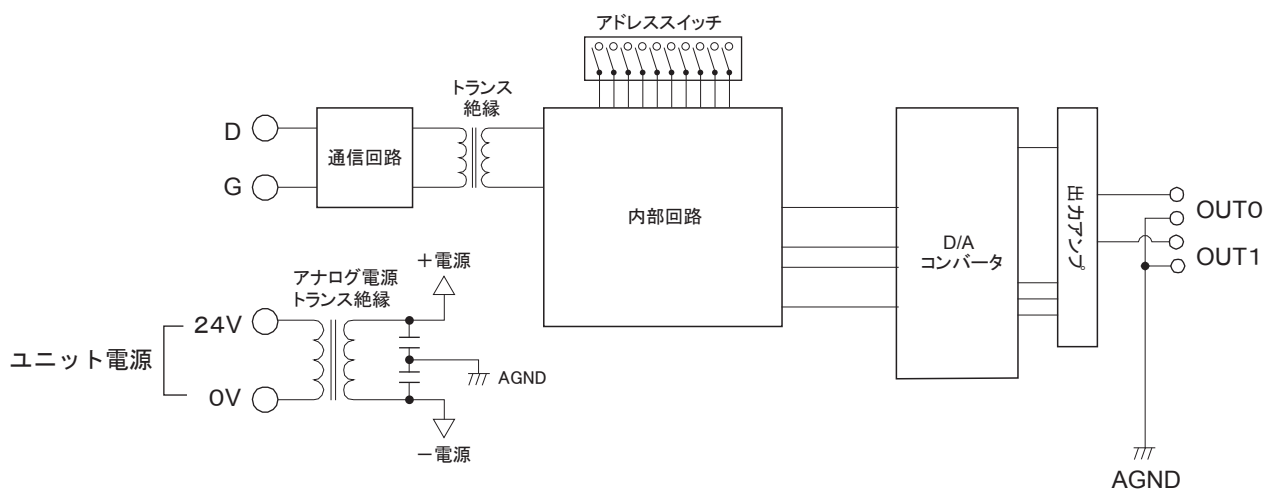 アドレススイッチ
トランス
絶縁
D
G
通信回路
内部回路
D/A
コンバータ
出力アンプ
OUT0
OUT1
AGND
ユニット電源
24V
0V
アナログ電源
トランス絶縁
+電源
AGND
-電源